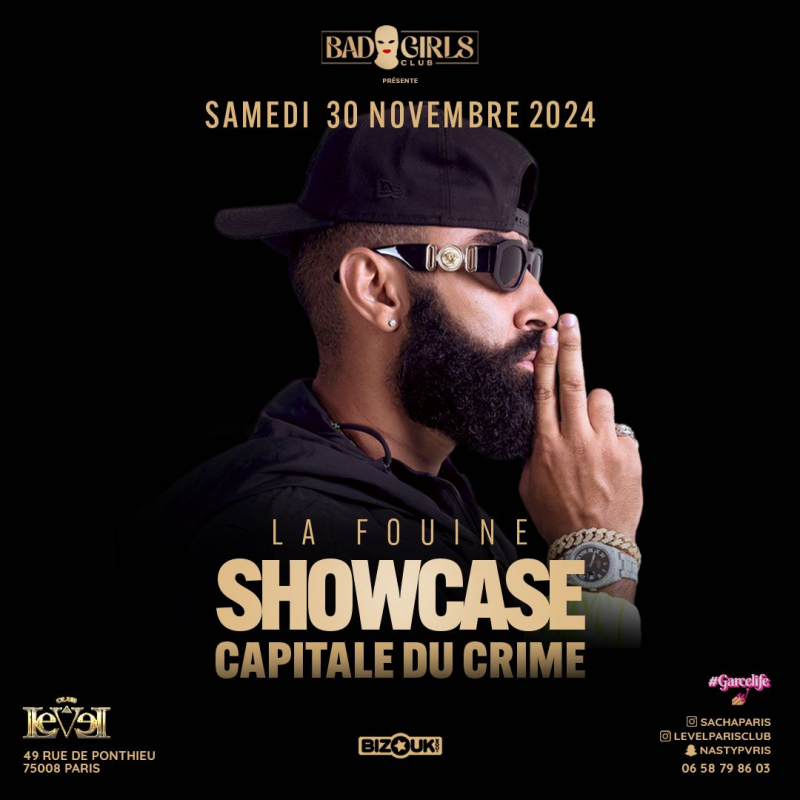 BAD GIRLS
CLUB
PRÉSENTE
SAMEDI 30 NOVEMBRE 2024
LA FOUINE
SHOWCASE
CAPITALE DU CRIME
CLUB
LEVEL
49 RUE DE PONTHIEU
75008 PARIS
BIZOUK
#Garcelife
SACHAPARIS
LEVELPARISCLUB
NASTYPVRIS
06 58 79 86 03